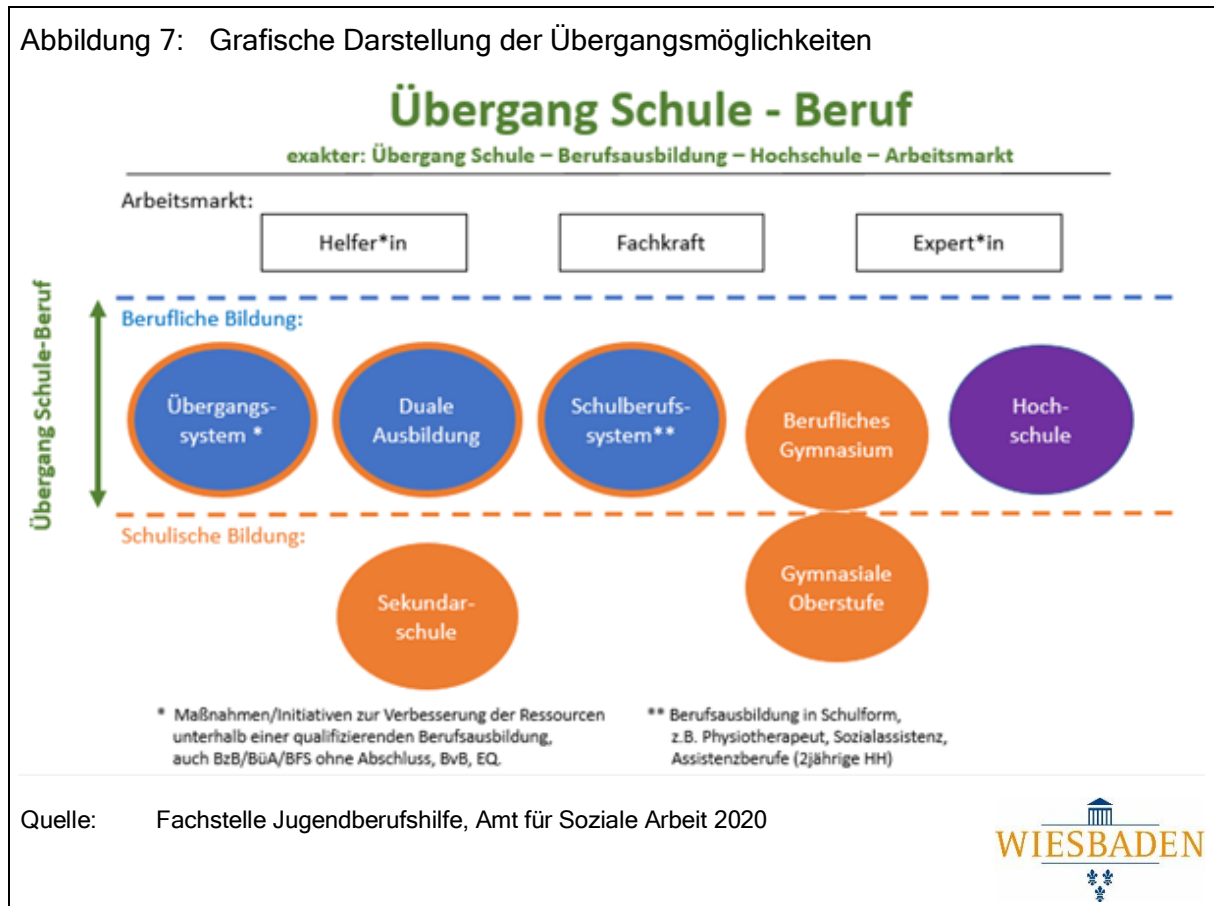 Abbildung 7: Grafische Darstellung der Übergangsmöglichkeiten
Übergang Schule - Beruf
exakter: Übergang Schule – Berufsausbildung – Hochschule – Arbeitsmarkt
Arbeitsmarkt:
Helfer*in
Fachkraft
Expert*in
Übergang Schule-Beruf
Berufliche Bildung:
Übergangs-
system *
Duale
Ausbildung
Schulberufs-
system**
Berufliches
Gymnasium
Hoch-
schule
Schulische Bildung:
Sekundar-
schule
Gymnasiale
Oberstufe
* Maßnahmen/Initiativen zur Verbesserung der Ressourcen
unterhalb einer qualifizierenden Berufsausbildung,
auch BzB/BüA/BFS ohne Abschluss, BvB, EQ.
** Berufsausbildung in Schulform,
z.B. Physiotherapeut, Sozialassistenz,
Assistenzberufe (2jährige HH)
Quelle: Fachstelle Jugendberufshilfe, Amt für Soziale Arbeit 2020
WIESBADEN